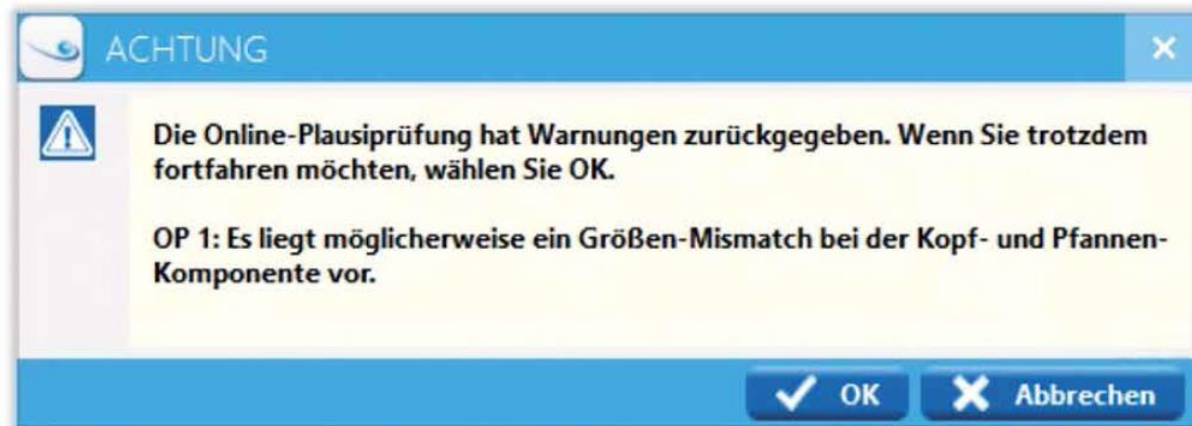 ACHTUNG
Die Online-Plausiprüfung hat Warnungen zurückgegeben. Wenn Sie trotzdem
fortfahren möchten, wählen Sie OK.
OP 1: Es liegt möglicherweise ein Größen-Mismatch bei der Kopf- und Pfannen-
Komponente vor.
OK Abbrechen